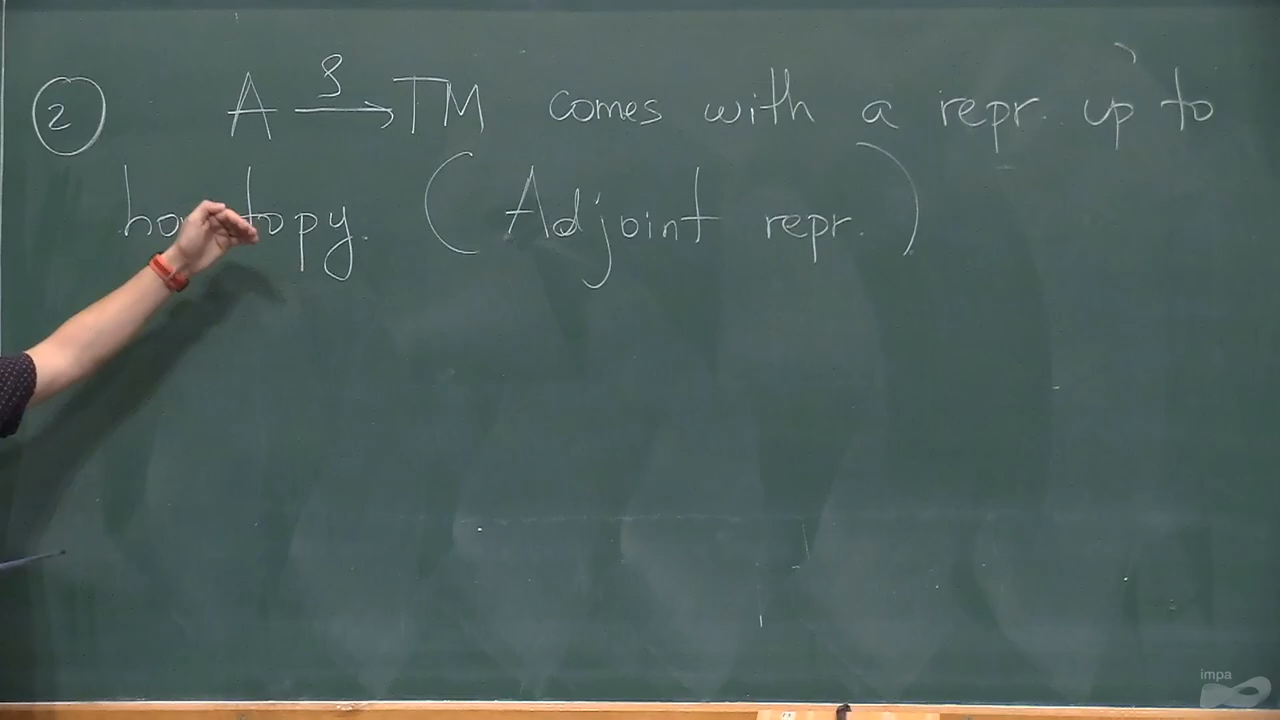 ② A ρ→ TM comes with a repr. up to
homotopy. (Adjoint repr.)
impa